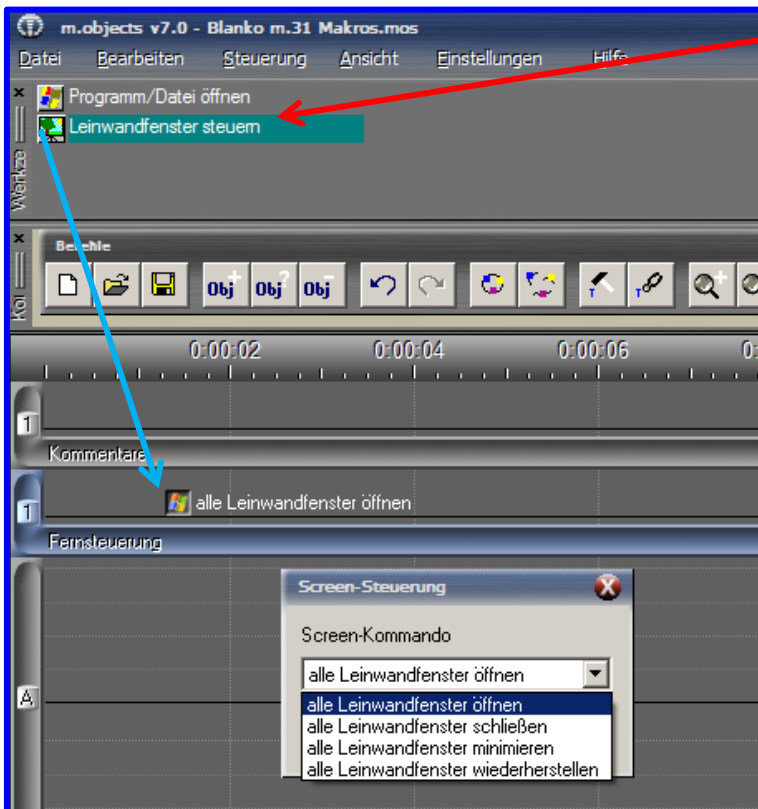 m.objects v7.0 - Blanko m.31 Makros.mos
Datei Bearbeiten Steuerung Ansicht Einstellungen Hilfe
Programm/Datei öffnen
Leinwandfenster steuern
Werkze
Befehle
Obj Obj Obj
Kol
0:00:02 0:00:04 0:00:06 0:
1
Kommentare
1 alle Leinwandfenster öffnen
Fernsteuerung
Screen-Steuerung
Screen-Kommando
alle Leinwandfenster öffnen
A
alle Leinwandfenster öffnen
alle Leinwandfenster schließen
alle Leinwandfenster minimieren
alle Leinwandfenster wiederherstellen